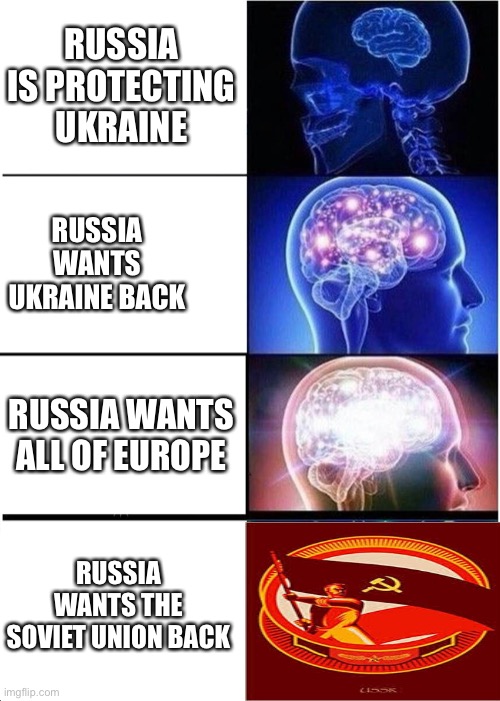 RUSSIA
IS PROTECTING
UKRAINE
RUSSIA
WANTS
UKRAINE BACK
RUSSIA WANTS
ALL OF EUROPE
RUSSIA
WANTS THE
SOVIET UNION BACK
USSR
imgflip.com